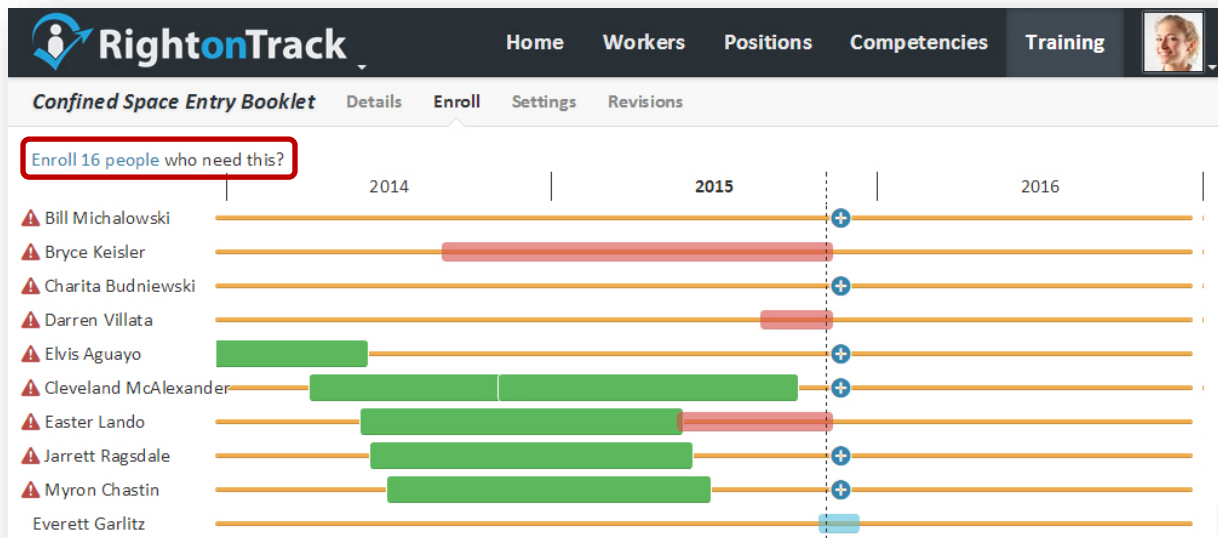 RightonTrack Home Workers Positions Competencies Training
Confined Space Entry Booklet Details Enroll Settings Revisions
Enroll 16 people who need this?
2014 2015 2016
Bill Michalowski
Bryce Keisler
Charita Budniewski
Darren Villata
Elvis Aguayo
Cleveland McAlexander
Easter Lando
Jarrett Ragsdale
Myron Chastin
Everett Garlitz